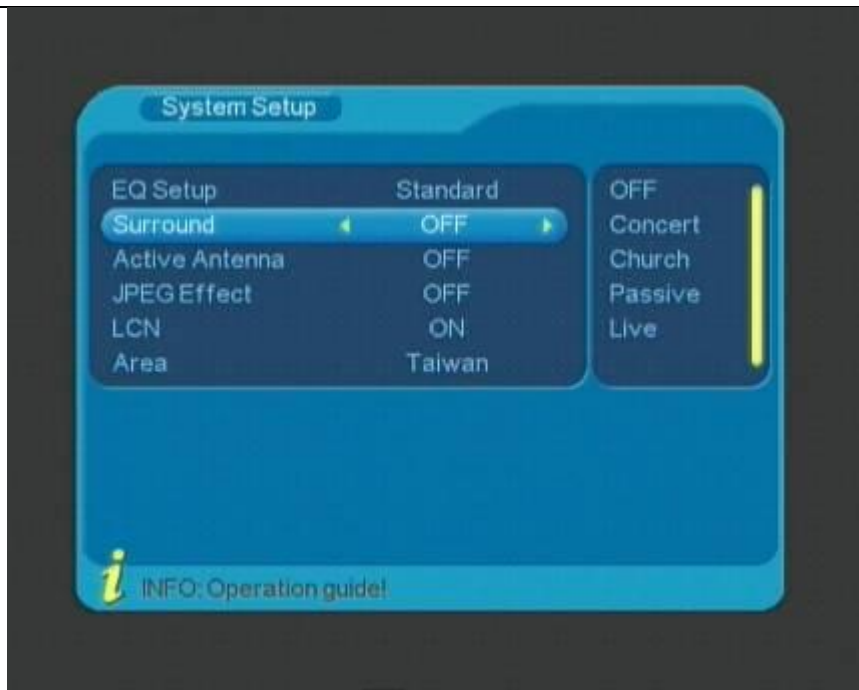 System Setup
EQ Setup Standard
Surround OFF
Active Antenna OFF
JPEG Effect OFF
LCN ON
Area Taiwan
OFF
Concert
Church
Passive
Live
i INFO: Operation guide!